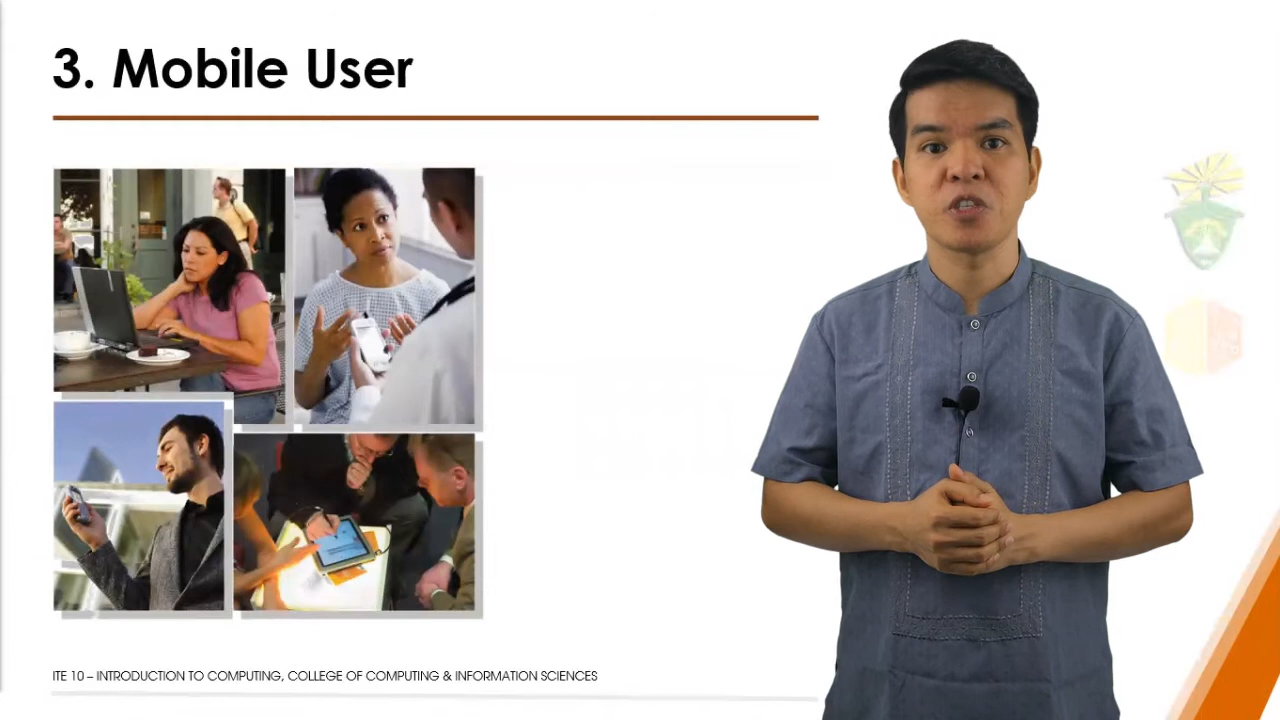 3. Mobile User
ITE 10 – INTRODUCTION TO COMPUTING, COLLEGE OF COMPUTING & INFORMATION SCIENCES